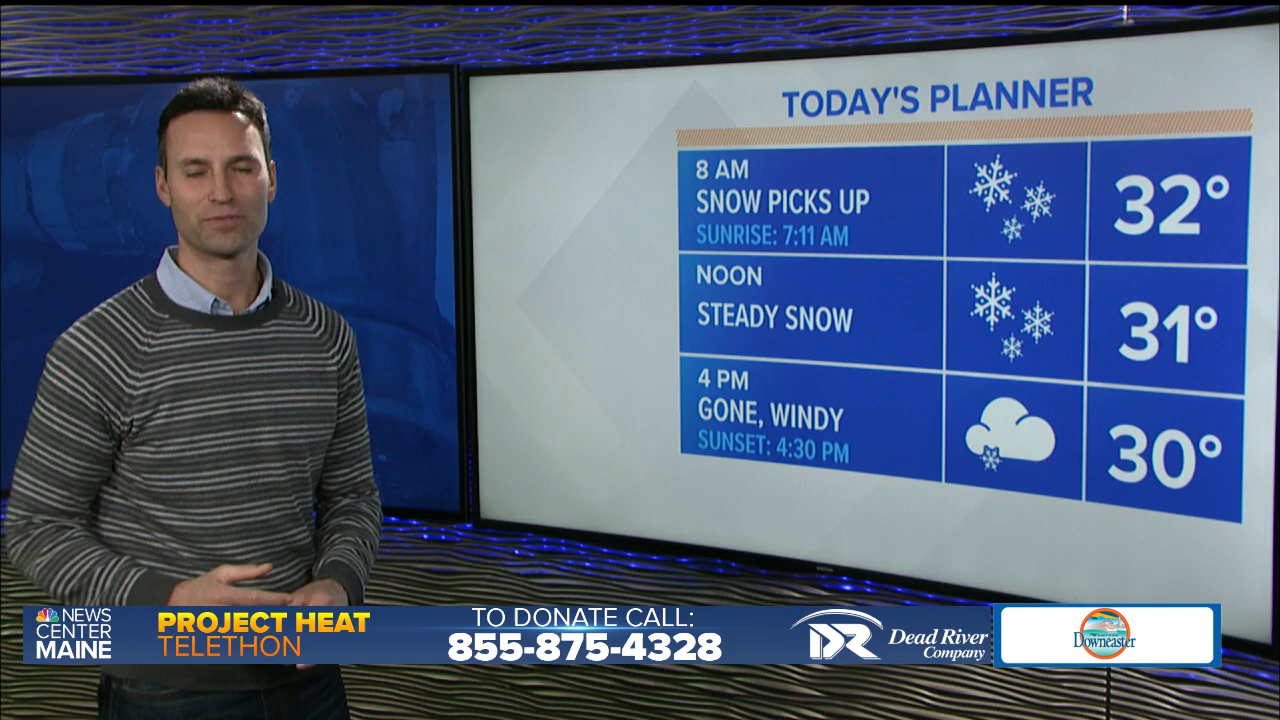 TODAY'S PLANNER
8 AM
SNOW PICKS UP
SUNRISE: 7:11 AM
32°
NOON
STEADY SNOW
31°
4 PM
GONE, WINDY
SUNSET: 4:30 PM
30°
NEWS
CENTER
MAINE
PROJECT HEAT
TELETHON
TO DONATE CALL:
855-875-4328
DR
Dead River
Company
Downeaster